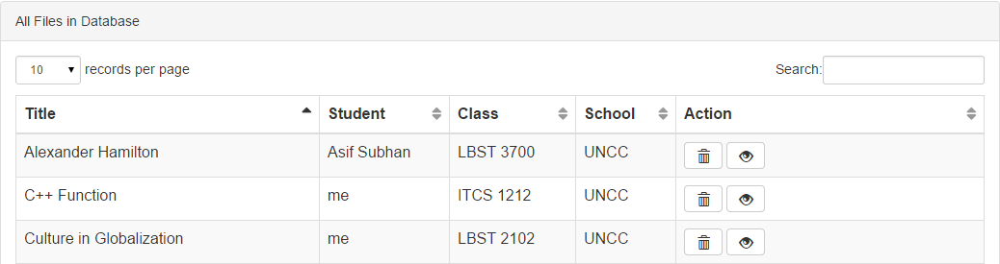 All Files in Database
10 records per page Search:
Title Student Class School Action
Alexander Hamilton Asif Subhan LBST 3700 UNCC
C++ Function me ITCS 1212 UNCC
Culture in Globalization me LBST 2102 UNCC